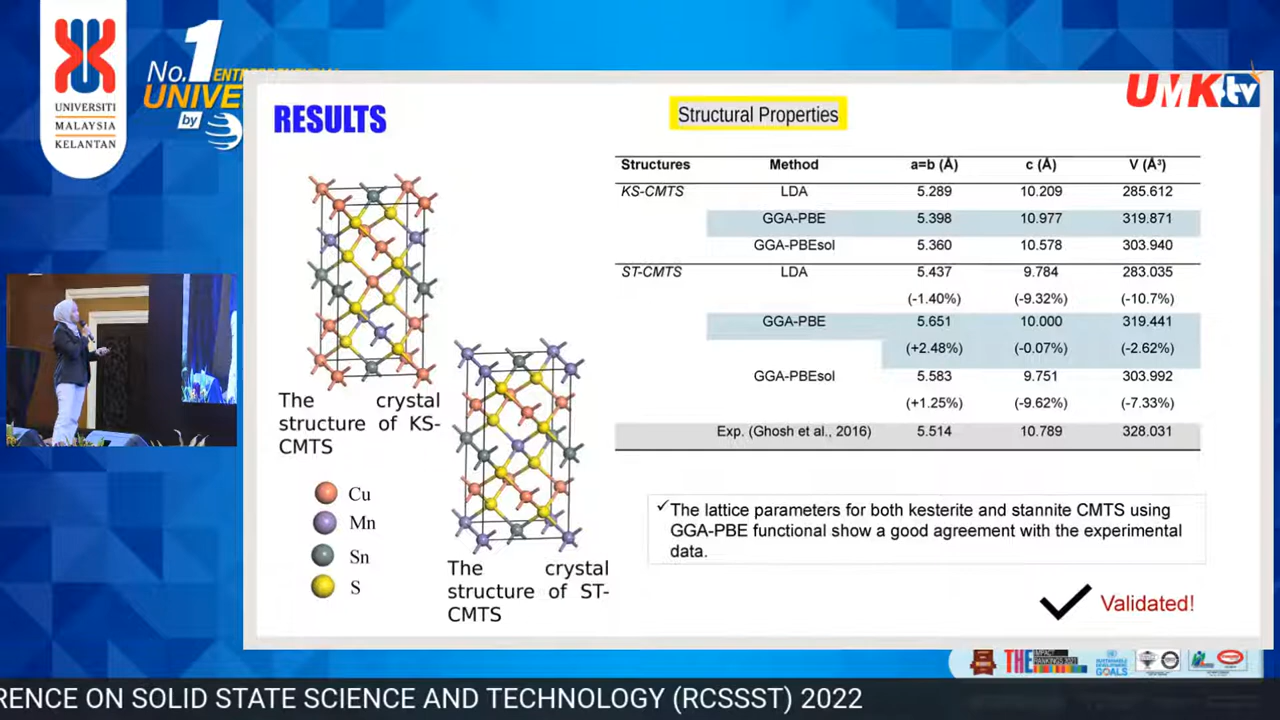 UNIVERSITI
MALAYSIA
KELANTAN
No.1 ENTREPRENEURIAL
UNIVE
by
UMK tv
RESULTS
Structural Properties
Structures Method a=b (Å) c (Å) V (Å³)
KS-CMTS LDA 5.289 10.209 285.612
GGA-PBE 5.398 10.977 319.871
GGA-PBEsol 5.360 10.578 303.940
ST-CMTS LDA 5.437 9.784 283.035
(-1.40%) (-9.32%) (-10.7%)
GGA-PBE 5.651 10.000 319.441
(+2.48%) (-0.07%) (-2.62%)
GGA-PBEsol 5.583 9.751 303.992
(+1.25%) (-9.62%) (-7.33%)
Exp. (Ghosh et al., 2016) 5.514 10.789 328.031
The crystal
structure of KS-
CMTS
Cu
Mn
Sn
S
The crystal
structure of ST-
CMTS
✓The lattice parameters for both kesterite and stannite CMTS using
GGA-PBE functional show a good agreement with the experimental
data.
Validated!
THE IMPACT
RANKINGS
SUSTAINABLE
DEVELOPMENT
GOALS
RENCE ON SOLID STATE SCIENCE AND TECHNOLOGY (RCSSST) 2022